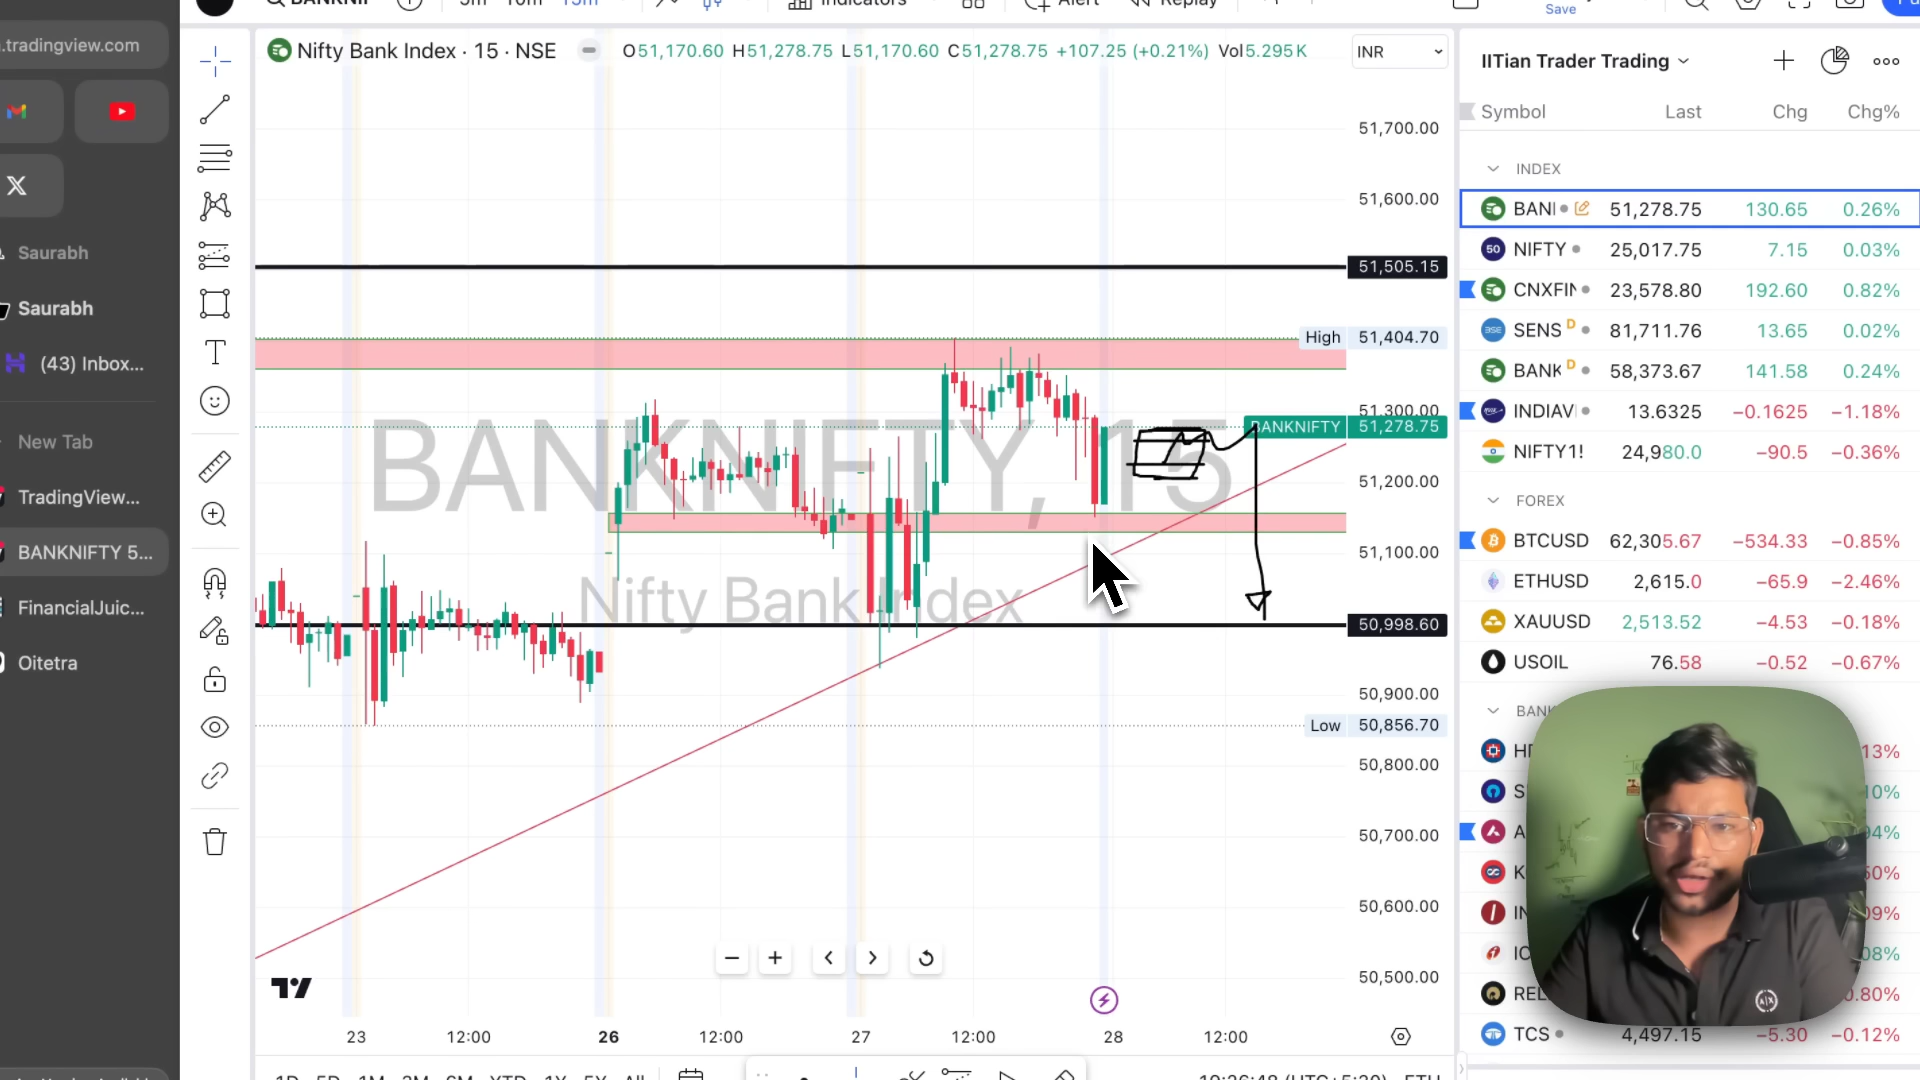 .tradingview.com
Saurabh
Saurabh
(43) Inbox...
New Tab
TradingView...
BANKNIFTY 5...
FinancialJuic...
Oitetra
Nifty Bank Index · 15 · NSE
O51,170.60 H51,278.75 L51,170.60 C51,278.75 +107.25 (+0.21%) Vol5.295K
INR
Save
BANKNIFTY, 15
Nifty Bank Index
51,700.00
51,600.00
51,505.15
High 51,404.70
51,300.00
BANKNIFTY 51,278.75
51,200.00
51,100.00
50,998.60
50,900.00
Low 50,856.70
50,800.00
50,700.00
50,600.00
50,500.00
23 12:00 26 12:00 27 12:00 28 12:00
IITian Trader Trading
Symbol Last Chg Chg%
INDEX
BANI 51,278.75 130.65 0.26%
NIFTY 25,017.75 7.15 0.03%
CNXFIN 23,578.80 192.60 0.82%
SENS D 81,711.76 13.65 0.02%
BANK D 58,373.67 141.58 0.24%
INDIAV 13.6325 −0.1625 −1.18%
NIFTY1! 24,980.0 −90.5 −0.36%
FOREX
BTCUSD 62,305.67 −534.33 −0.85%
ETHUSD 2,615.0 −65.9 −2.46%
XAUUSD 2,513.52 −4.53 −0.18%
USOIL 76.58 −0.52 −0.67%
REL 0.80%
TCS 4,497.15 −5.30 −0.12%